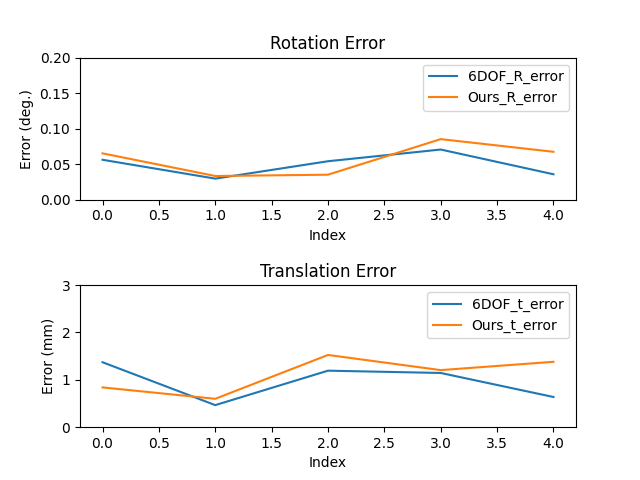 Rotation Error
0.20
0.15
0.10
0.05
0.00
Error (deg.)
6DOF_R_error
Ours_R_error
0.0 0.5 1.0 1.5 2.0 2.5 3.0 3.5 4.0
Index
Translation Error
3
2
1
0
Error (mm)
6DOF_t_error
Ours_t_error
0.0 0.5 1.0 1.5 2.0 2.5 3.0 3.5 4.0
Index